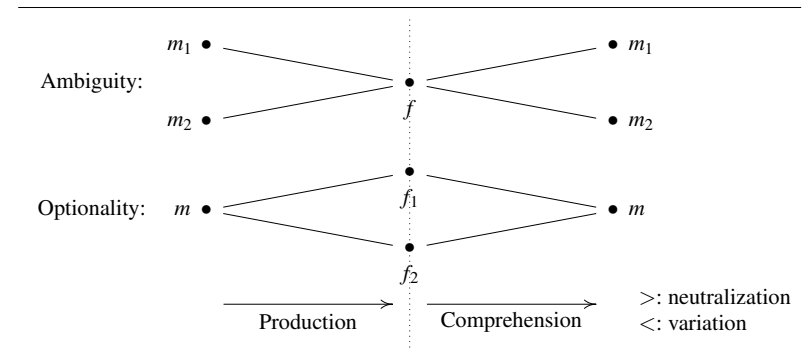 m₁ m₁
Ambiguity:
f
m₂ m₂
f₁
Optionality: m m
f₂
>: neutralization
Production Comprehension
<: variation